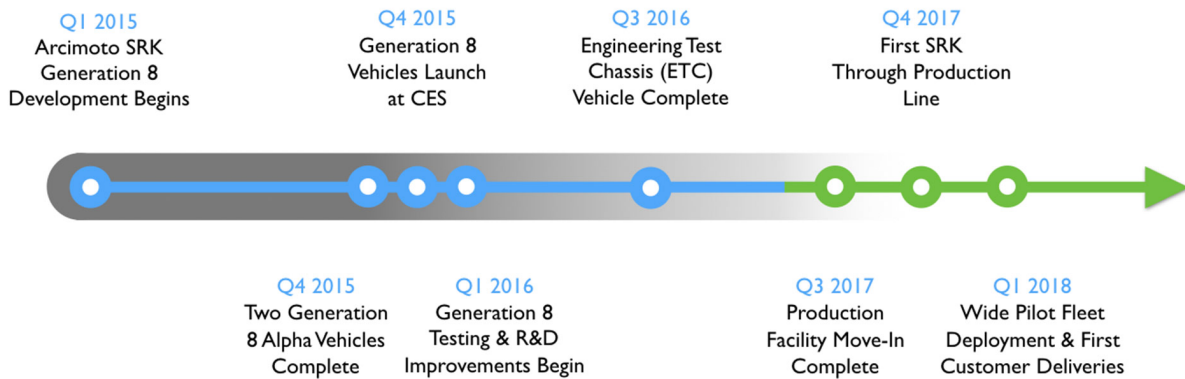 Q1 2015
Arcimoto SRK
Generation 8
Development Begins
Q4 2015
Generation 8
Vehicles Launch
at CES
Q3 2016
Engineering Test
Chassis (ETC)
Vehicle Complete
Q4 2017
First SRK
Through Production
Line
Q4 2015
Two Generation
8 Alpha Vehicles
Complete
Q1 2016
Generation 8
Testing & R&D
Improvements Begin
Q3 2017
Production
Facility Move-In
Complete
Q1 2018
Wide Pilot Fleet
Deployment & First
Customer Deliveries